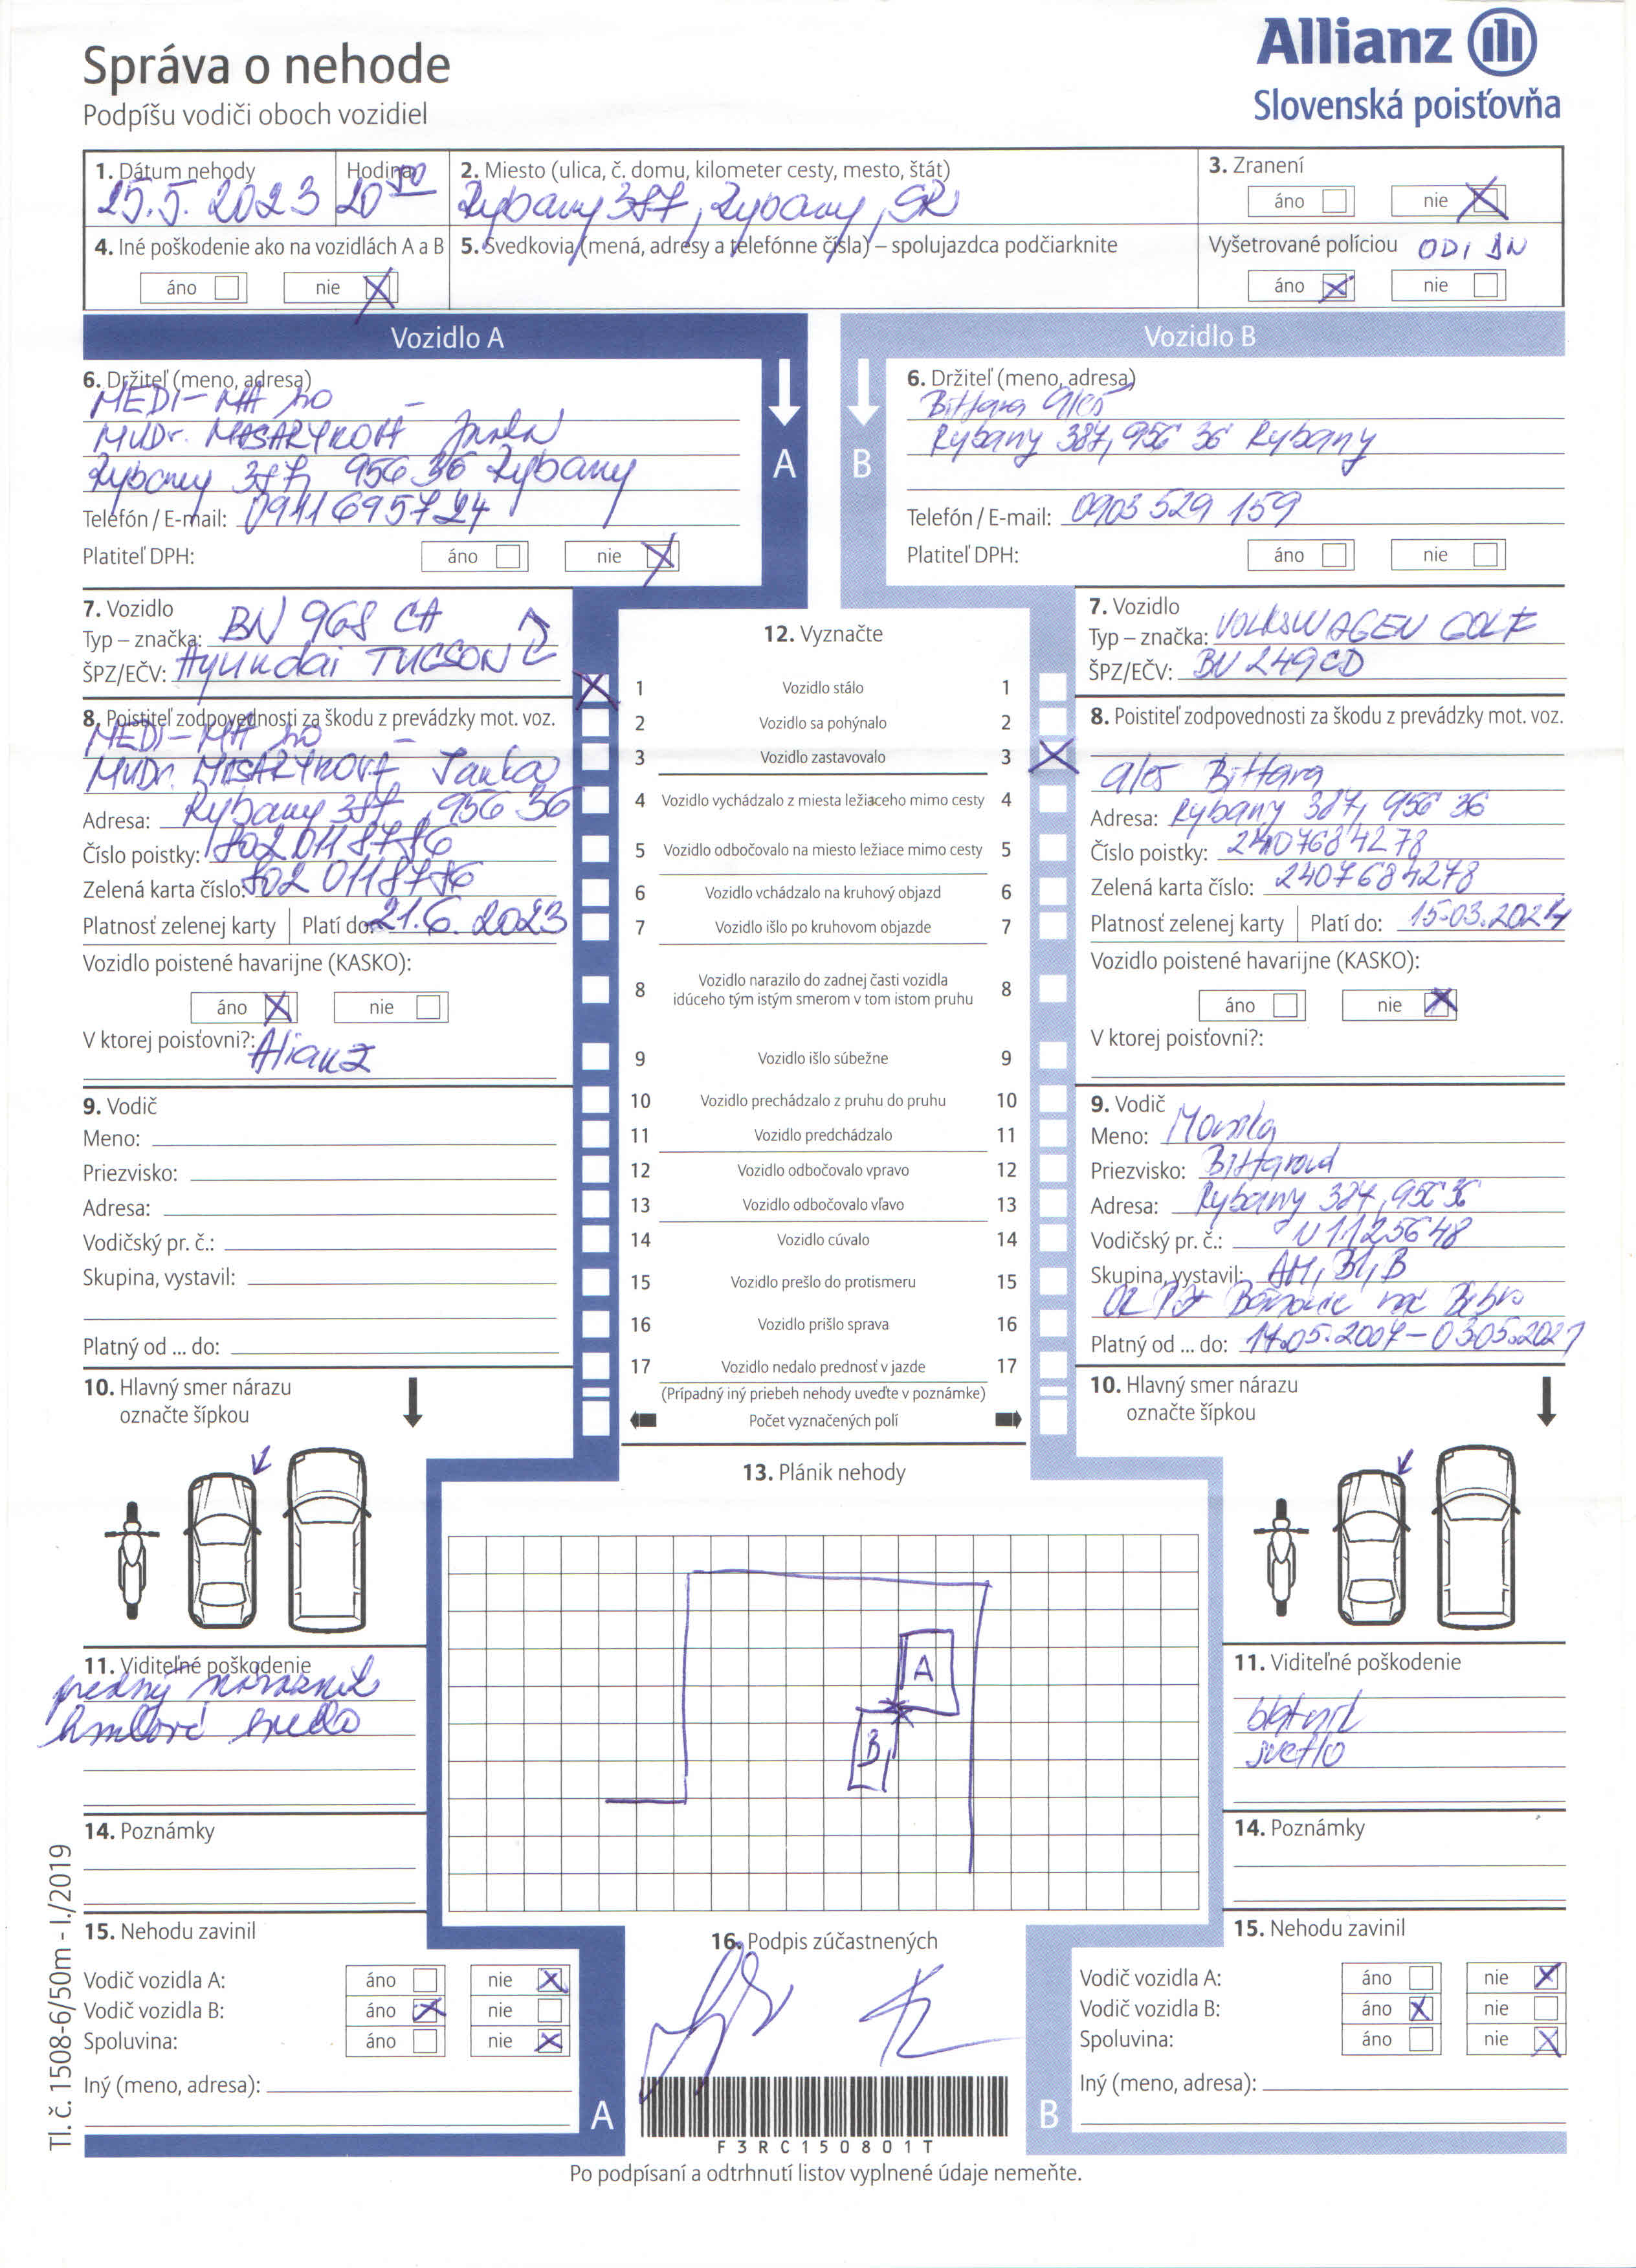 Správa o nehode
Podpíšu vodiči oboch vozidiel
Allianz
Slovenská poisťovňa
1. Dátum nehody
25.5. 2023
Hodina
20 50
2. Miesto (ulica, č. domu, kilometer cesty, mesto, štát)
Rybany 387, Rybany, SR
3. Zranení
áno
nie
4. Iné poškodenie ako na vozidlách A a B
áno
nie
5. Svedkovia (mená, adresy a telefónne čísla) – spolujazdca podčiarknite
Vyšetrované políciou ODI BN
áno
nie
Vozidlo A
6. Držiteľ (meno, adresa)
MEDI-MA
MUDr. MASARYKOVÁ
Rybany 387, 956 36 Rybany
Telefón / E-mail: 0911695724
Platiteľ DPH:
áno
nie
7. Vozidlo BN 968 CA
Typ – značka:
ŠPZ/EČV: Hyundai TUCSON
8. Poistiteľ zodpovednosti za škodu z prevádzky mot. voz.
MEDI-MA
MUDr. MASARYKOVÁ Janka
Adresa: Rybany 387, 956 36
Číslo poistky: 8020118786
Zelená karta číslo: 8020118786
Platnosť zelenej karty Platí do: 21.6. 2023
Vozidlo poistené havarijne (KASKO):
áno
nie
V ktorej poisťovni?: Alianz
9. Vodič
Meno:
Priezvisko:
Adresa:
Vodičský pr. č.:
Skupina, vystavil:
Platný od ... do:
10. Hlavný smer nárazu
označte šípkou
11. Viditeľné poškodenie
predný nárazník
hmlové svetlo
14. Poznámky
15. Nehodu zavinil
Vodič vozidla A: áno nie
Vodič vozidla B: áno nie
Spoluvina: áno nie
Iný (meno, adresa):
A
B
12. Vyznačte
1 Vozidlo stálo 1
2 Vozidlo sa pohýnalo 2
3 Vozidlo zastavovalo 3
4 Vozidlo vychádzalo z miesta ležiaceho mimo cesty 4
5 Vozidlo odbočovalo na miesto ležiace mimo cesty 5
6 Vozidlo vchádzalo na kruhový objazd 6
7 Vozidlo išlo po kruhovom objazde 7
8 Vozidlo narazilo do zadnej časti vozidla
idúceho tým istým smerom v tom istom pruhu 8
9 Vozidlo išlo súbežne 9
10 Vozidlo prechádzalo z pruhu do pruhu 10
11 Vozidlo predchádzalo 11
12 Vozidlo odbočovalo vpravo 12
13 Vozidlo odbočovalo vľavo 13
14 Vozidlo cúvalo 14
15 Vozidlo prešlo do protismeru 15
16 Vozidlo prišlo sprava 16
17 Vozidlo nedalo prednosť v jazde 17
(Prípadný iný priebeh nehody uveďte v poznámke)
Počet vyznačených polí
13. Plánik nehody
A
B
16. Podpis zúčastnených
A
B
F3RC150801T
Vozidlo B
6. Držiteľ (meno, adresa)
Bittara Aleš
Rybany 387, 956 36 Rybany
Telefón / E-mail: 0903 529 159
Platiteľ DPH:
áno
nie
7. Vozidlo
Typ – značka: VOLKSWAGEN GOLF
ŠPZ/EČV: BN 249CD
8. Poistiteľ zodpovednosti za škodu z prevádzky mot. voz.
Aleš Bittara
Adresa: Rybany 387, 956 36
Číslo poistky: 2407684278
Zelená karta číslo: 2407684278
Platnosť zelenej karty Platí do: 15.03.2024
Vozidlo poistené havarijne (KASKO):
áno
nie
V ktorej poisťovni?:
9. Vodič
Meno: Monika
Priezvisko: Bittarová
Adresa: Rybany 387, 956 36
Vodičský pr. č.: U1125648
Skupina, vystavil: AM, B1, B
OR PZ Bánovce nad Bebr.
Platný od ... do:
10. Hlavný smer nárazu
označte šípkou
11. Viditeľné poškodenie
blatník
svetlo
14. Poznámky
15. Nehodu zavinil
Vodič vozidla A: áno nie
Vodič vozidla B: áno nie
Spoluvina: áno nie
Iný (meno, adresa):
Po podpísaní a odtrhnutí listov vyplnené údaje nemeňte.
Tl. č. 1508-6/50m - I./2019